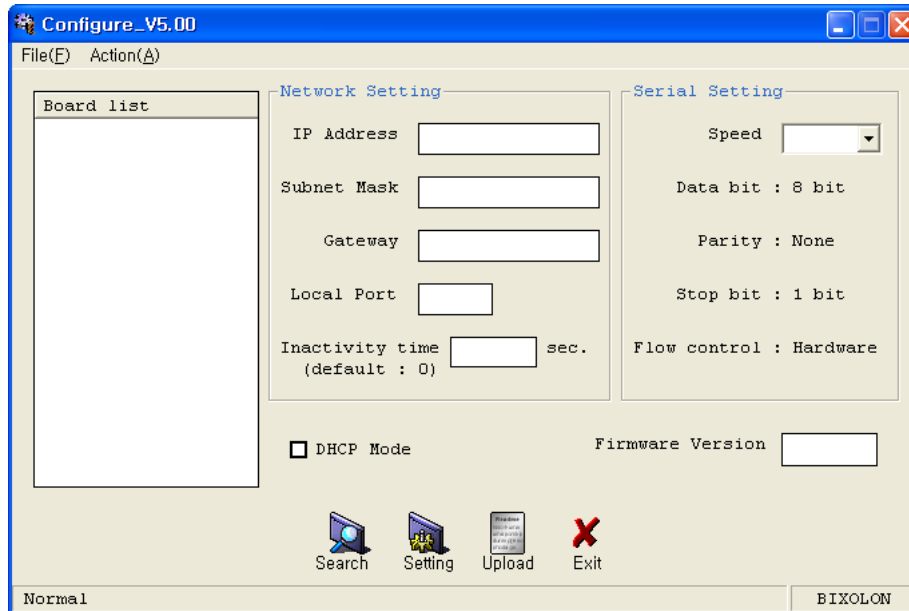 Configure_V5.00
File(F) Action(A)
Board list
Network Setting
IP Address
Subnet Mask
Gateway
Local Port
Inactivity time sec.
(default : 0)
Serial Setting
Speed
Data bit : 8 bit
Parity : None
Stop bit : 1 bit
Flow control : Hardware
DHCP Mode
Firmware Version
Search
Setting
Readme
Upload
Exit
Normal
BIXOLON